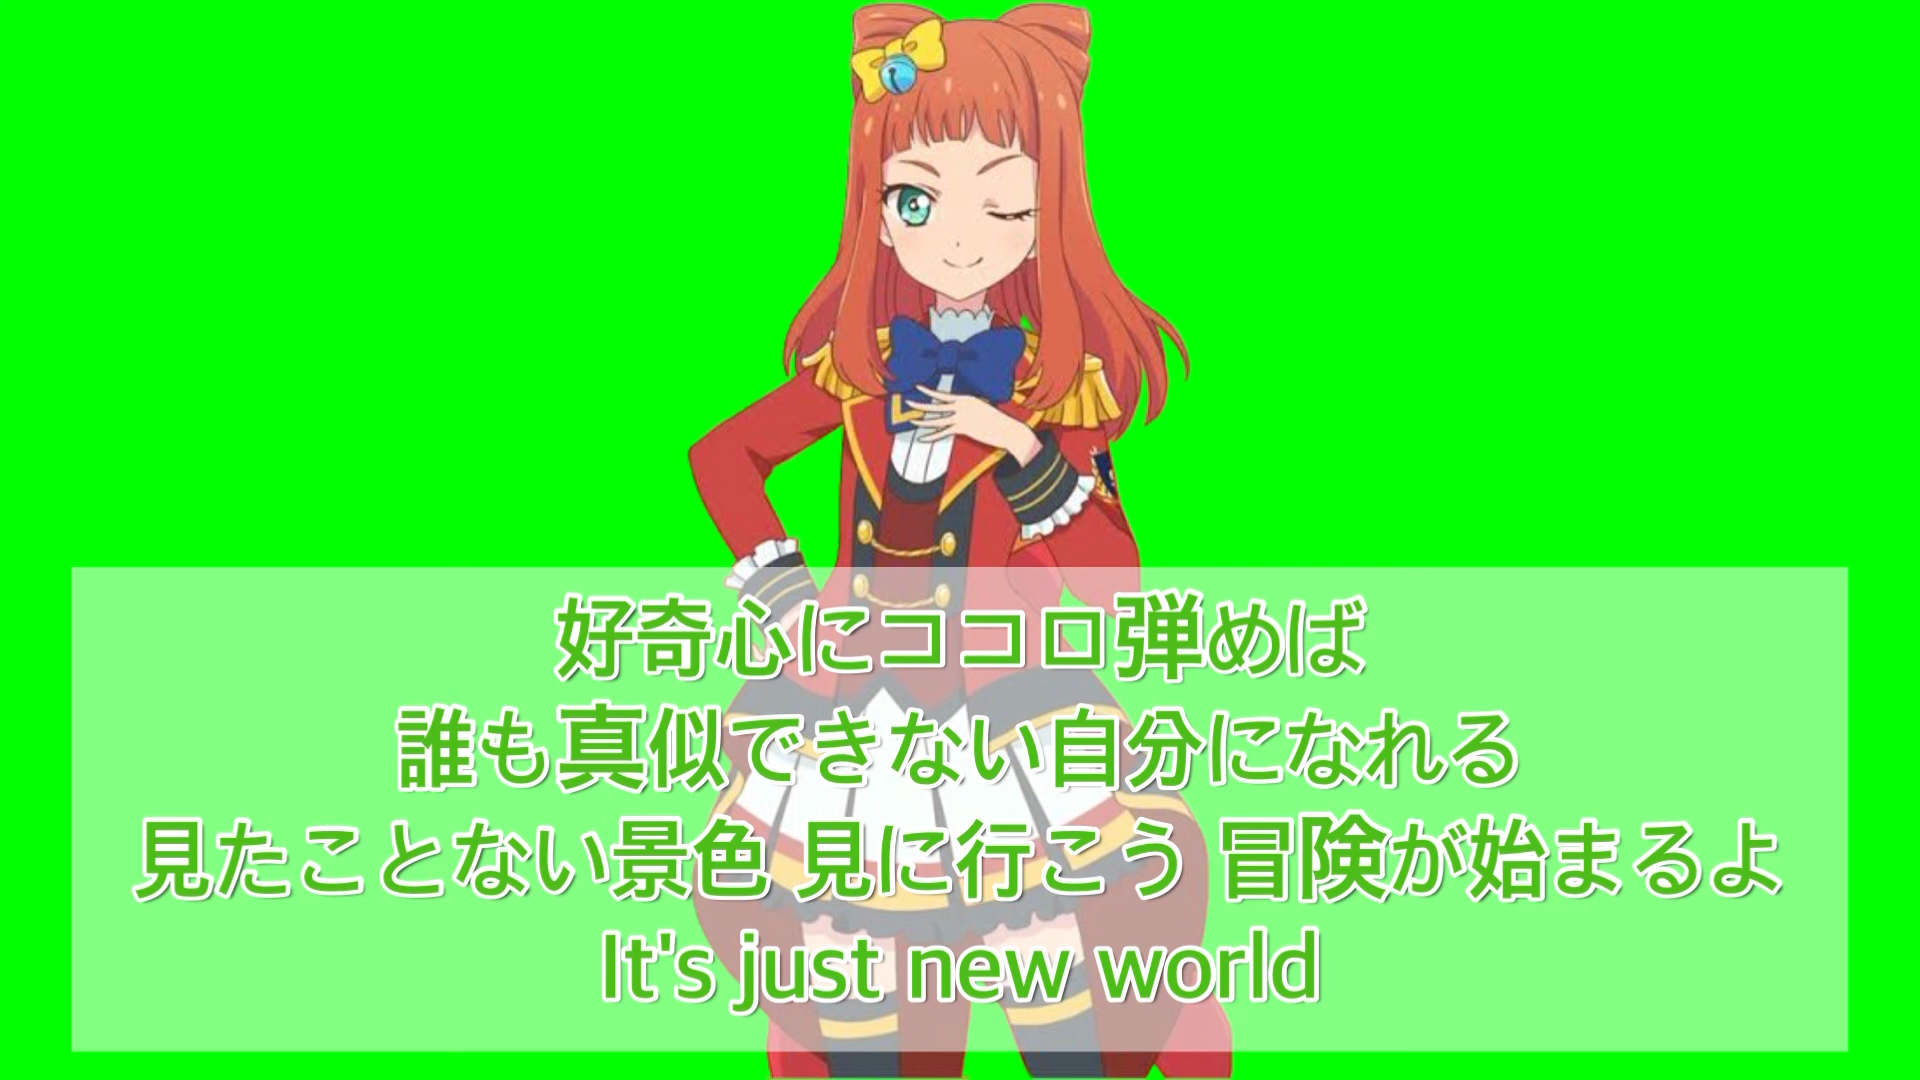 好奇心にココロ弾めば
誰も真似できない自分になれる
見たことない景色 見に行こう 冒険が始まるよ
It's just new world